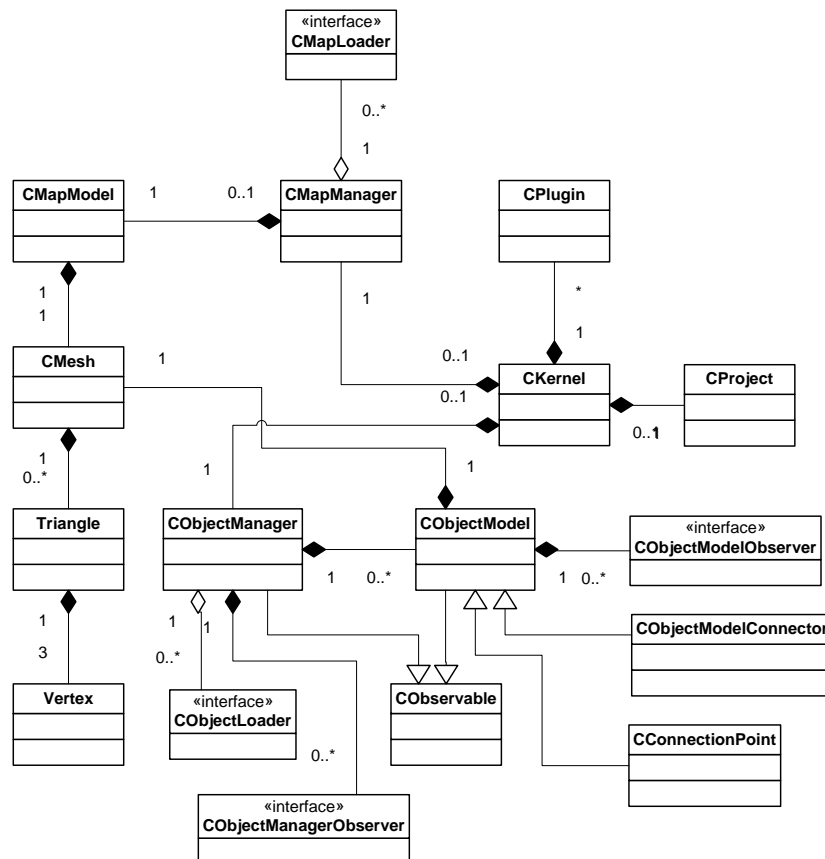 «interface»
CMapLoader
0..*
1
CMapModel
1
0..1
CMapManager
CPlugin
1
1
1
*
1
CMesh
1
0..1
0..1
CKernel
CProject
0..1
1
1
0..*
1
1
Triangle
CObjectManager
CObjectModel
«interface»
CObjectModelObserver
1
0..*
1
0..*
1
3
1
1
0..*
CObjectModelConnector
Vertex
«interface»
CObjectLoader
CObservable
CConnectionPoint
0..*
«interface»
CObjectManagerObserver